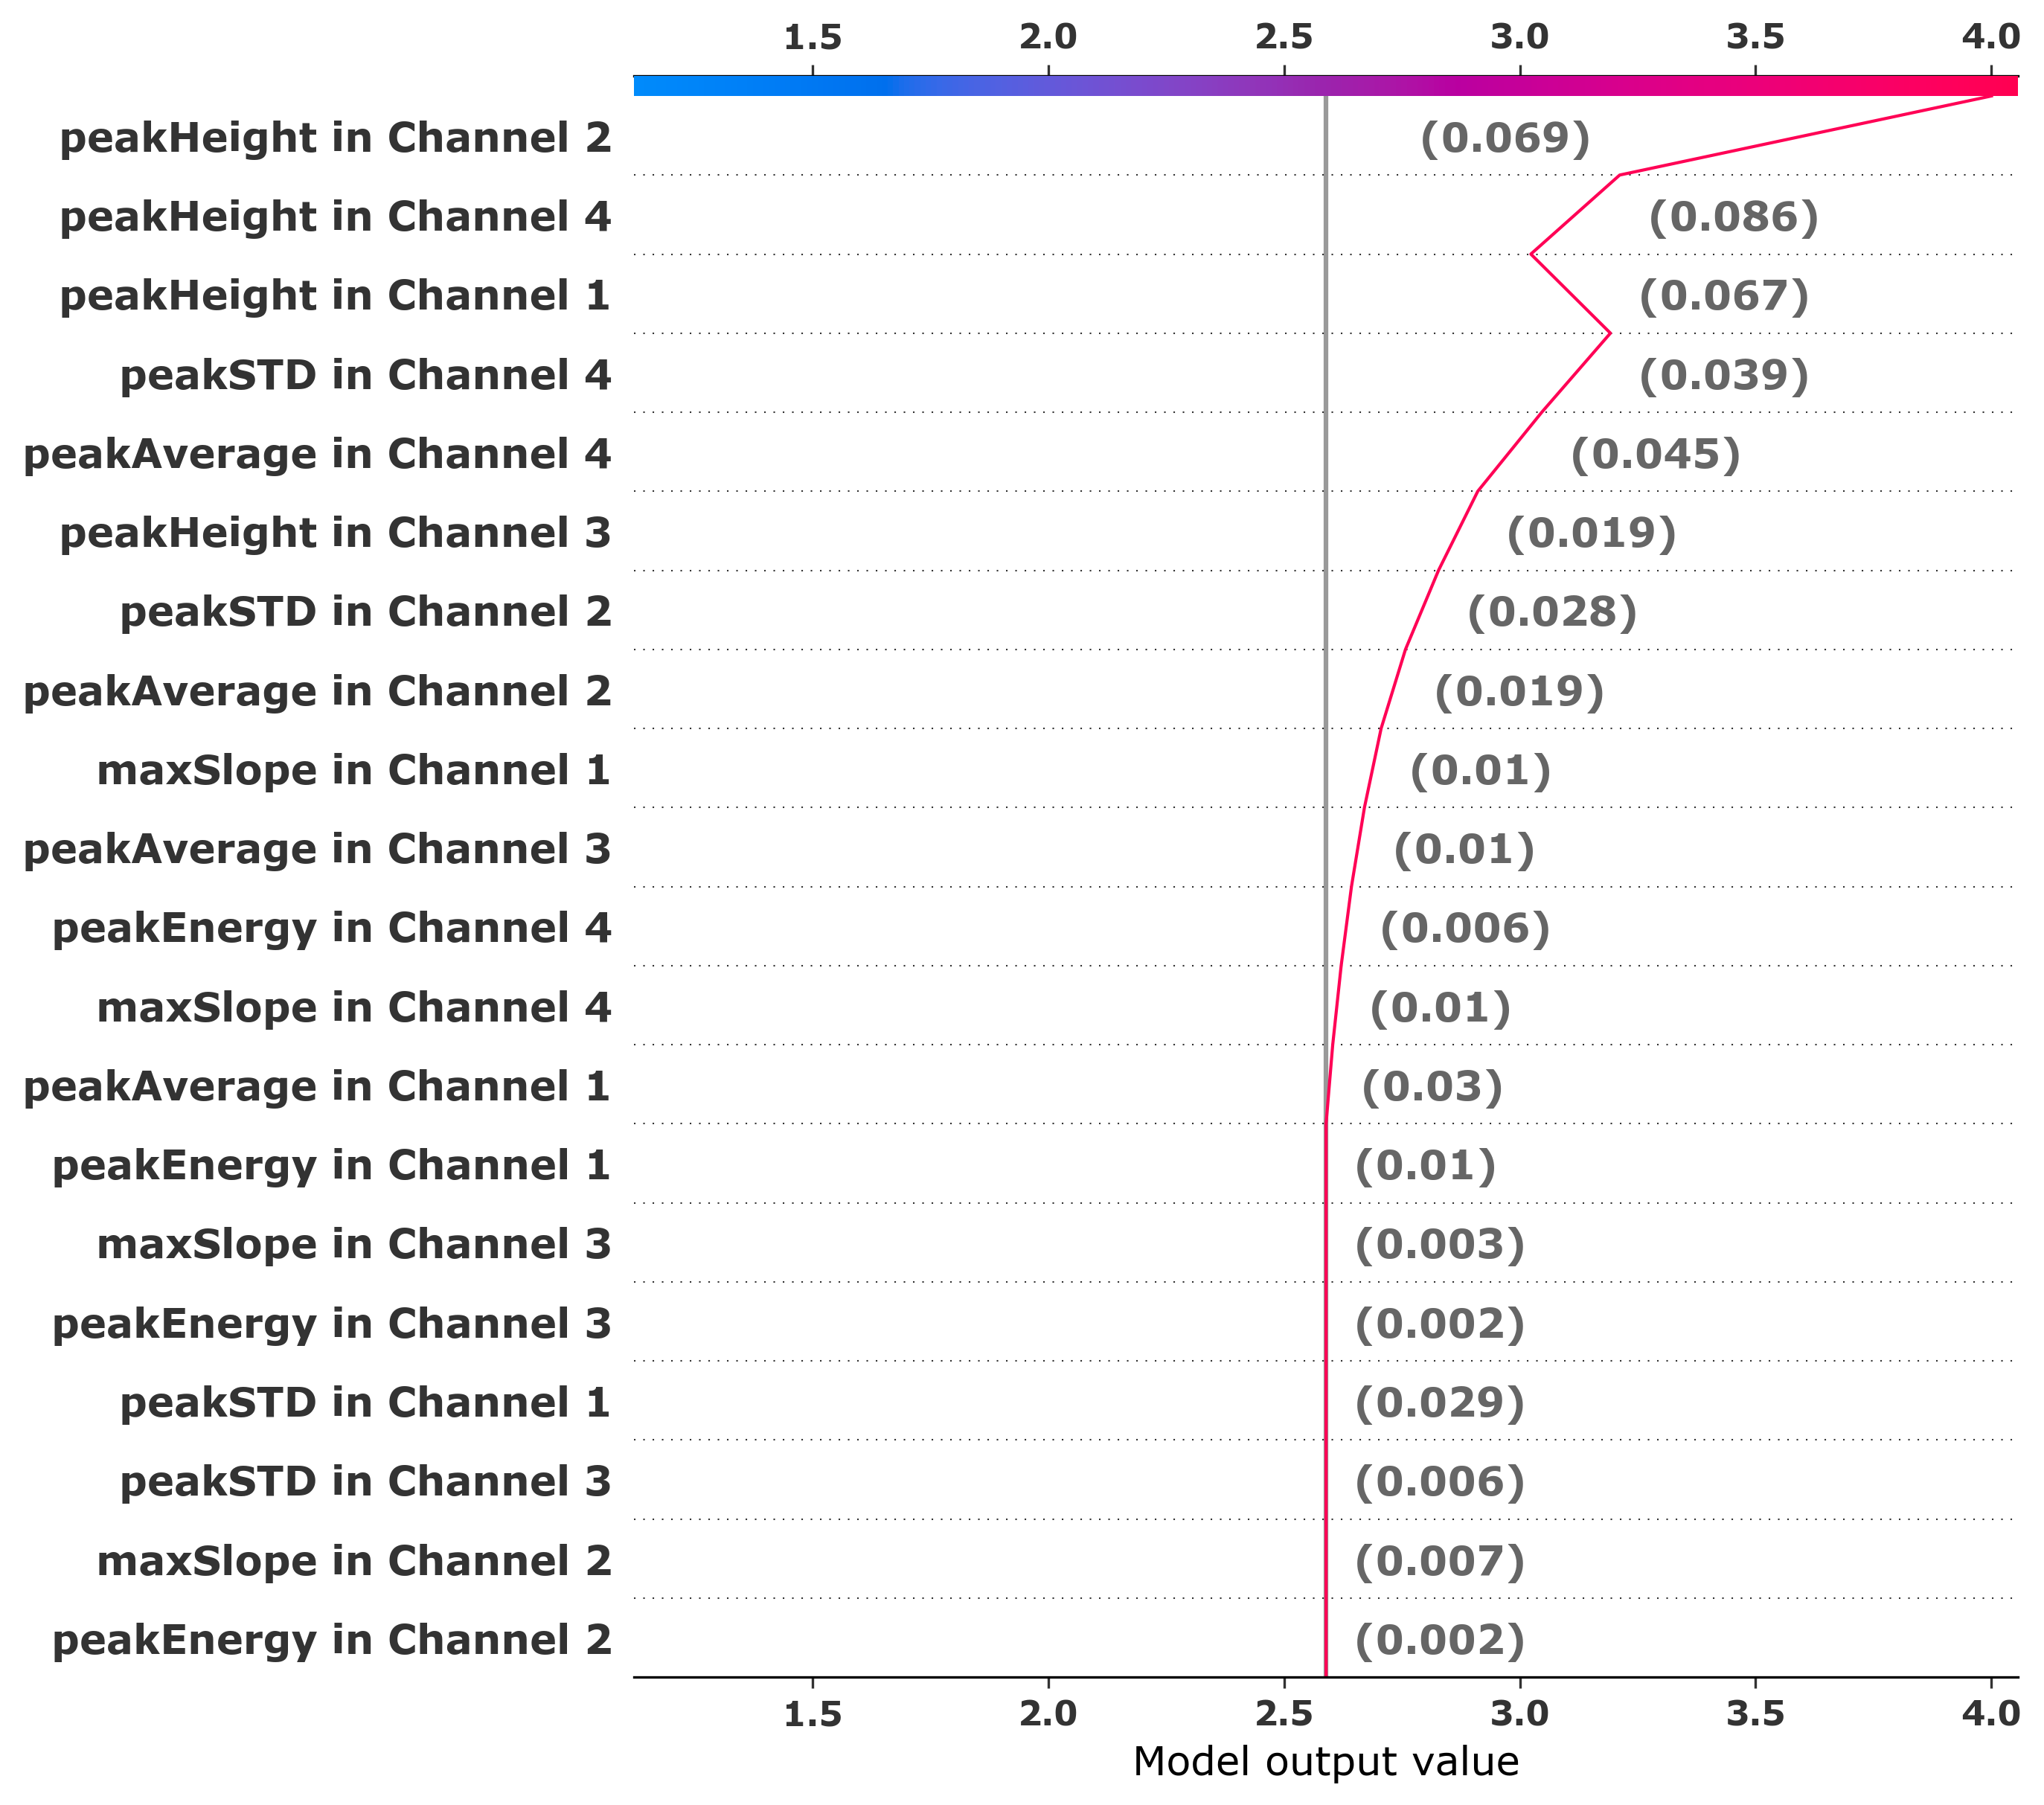 1.5 2.0 2.5 3.0 3.5 4.0
peakHeight in Channel 2 (0.069)
peakHeight in Channel 4 (0.086)
peakHeight in Channel 1 (0.067)
peakSTD in Channel 4 (0.039)
peakAverage in Channel 4 (0.045)
peakHeight in Channel 3 (0.019)
peakSTD in Channel 2 (0.028)
peakAverage in Channel 2 (0.019)
maxSlope in Channel 1 (0.01)
peakAverage in Channel 3 (0.01)
peakEnergy in Channel 4 (0.006)
maxSlope in Channel 4 (0.01)
peakAverage in Channel 1 (0.03)
peakEnergy in Channel 1 (0.01)
maxSlope in Channel 3 (0.003)
peakEnergy in Channel 3 (0.002)
peakSTD in Channel 1 (0.029)
peakSTD in Channel 3 (0.006)
maxSlope in Channel 2 (0.007)
peakEnergy in Channel 2 (0.002)
1.5 2.0 2.5 3.0 3.5 4.0
Model output value